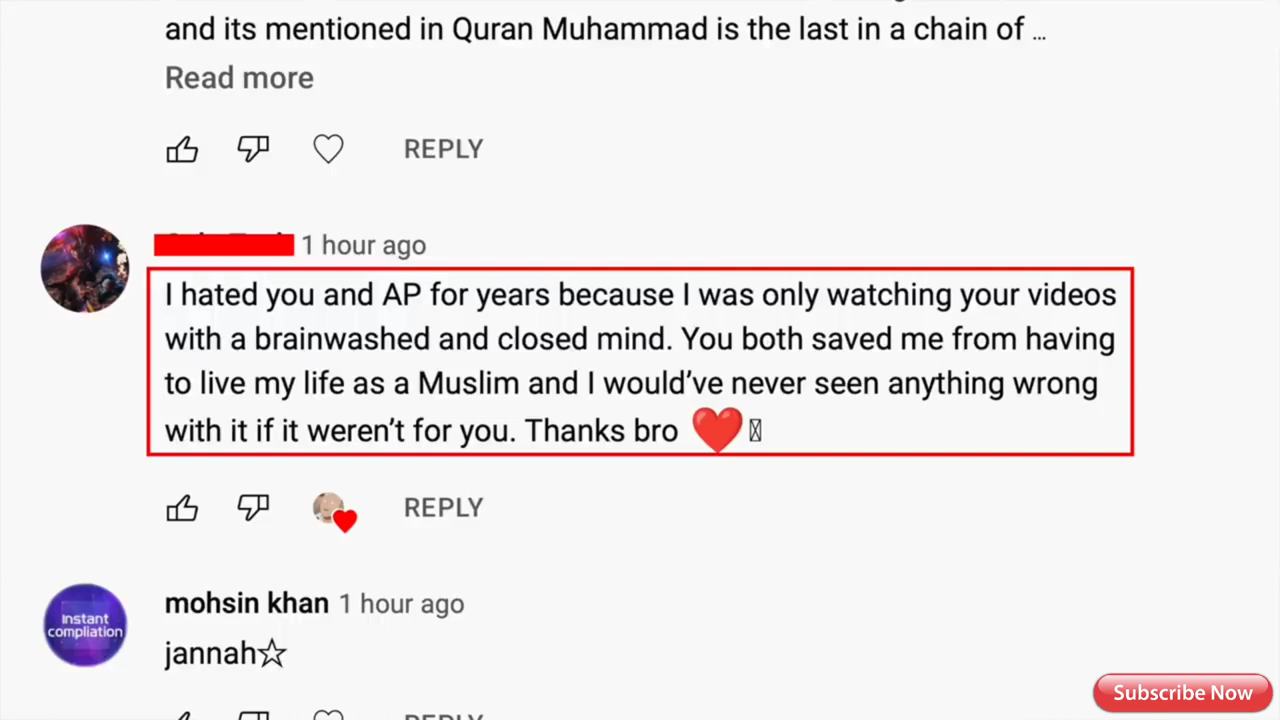 and its mentioned in Quran Muhammad is the last in a chain of ...
Read more
REPLY
1 hour ago
I hated you and AP for years because I was only watching your videos
with a brainwashed and closed mind. You both saved me from having
to live my life as a Muslim and I would’ve never seen anything wrong
with it if it weren’t for you. Thanks bro ❤️
REPLY
mohsin khan 1 hour ago
instant
compliation
jannah☆
Subscribe Now
REPLY